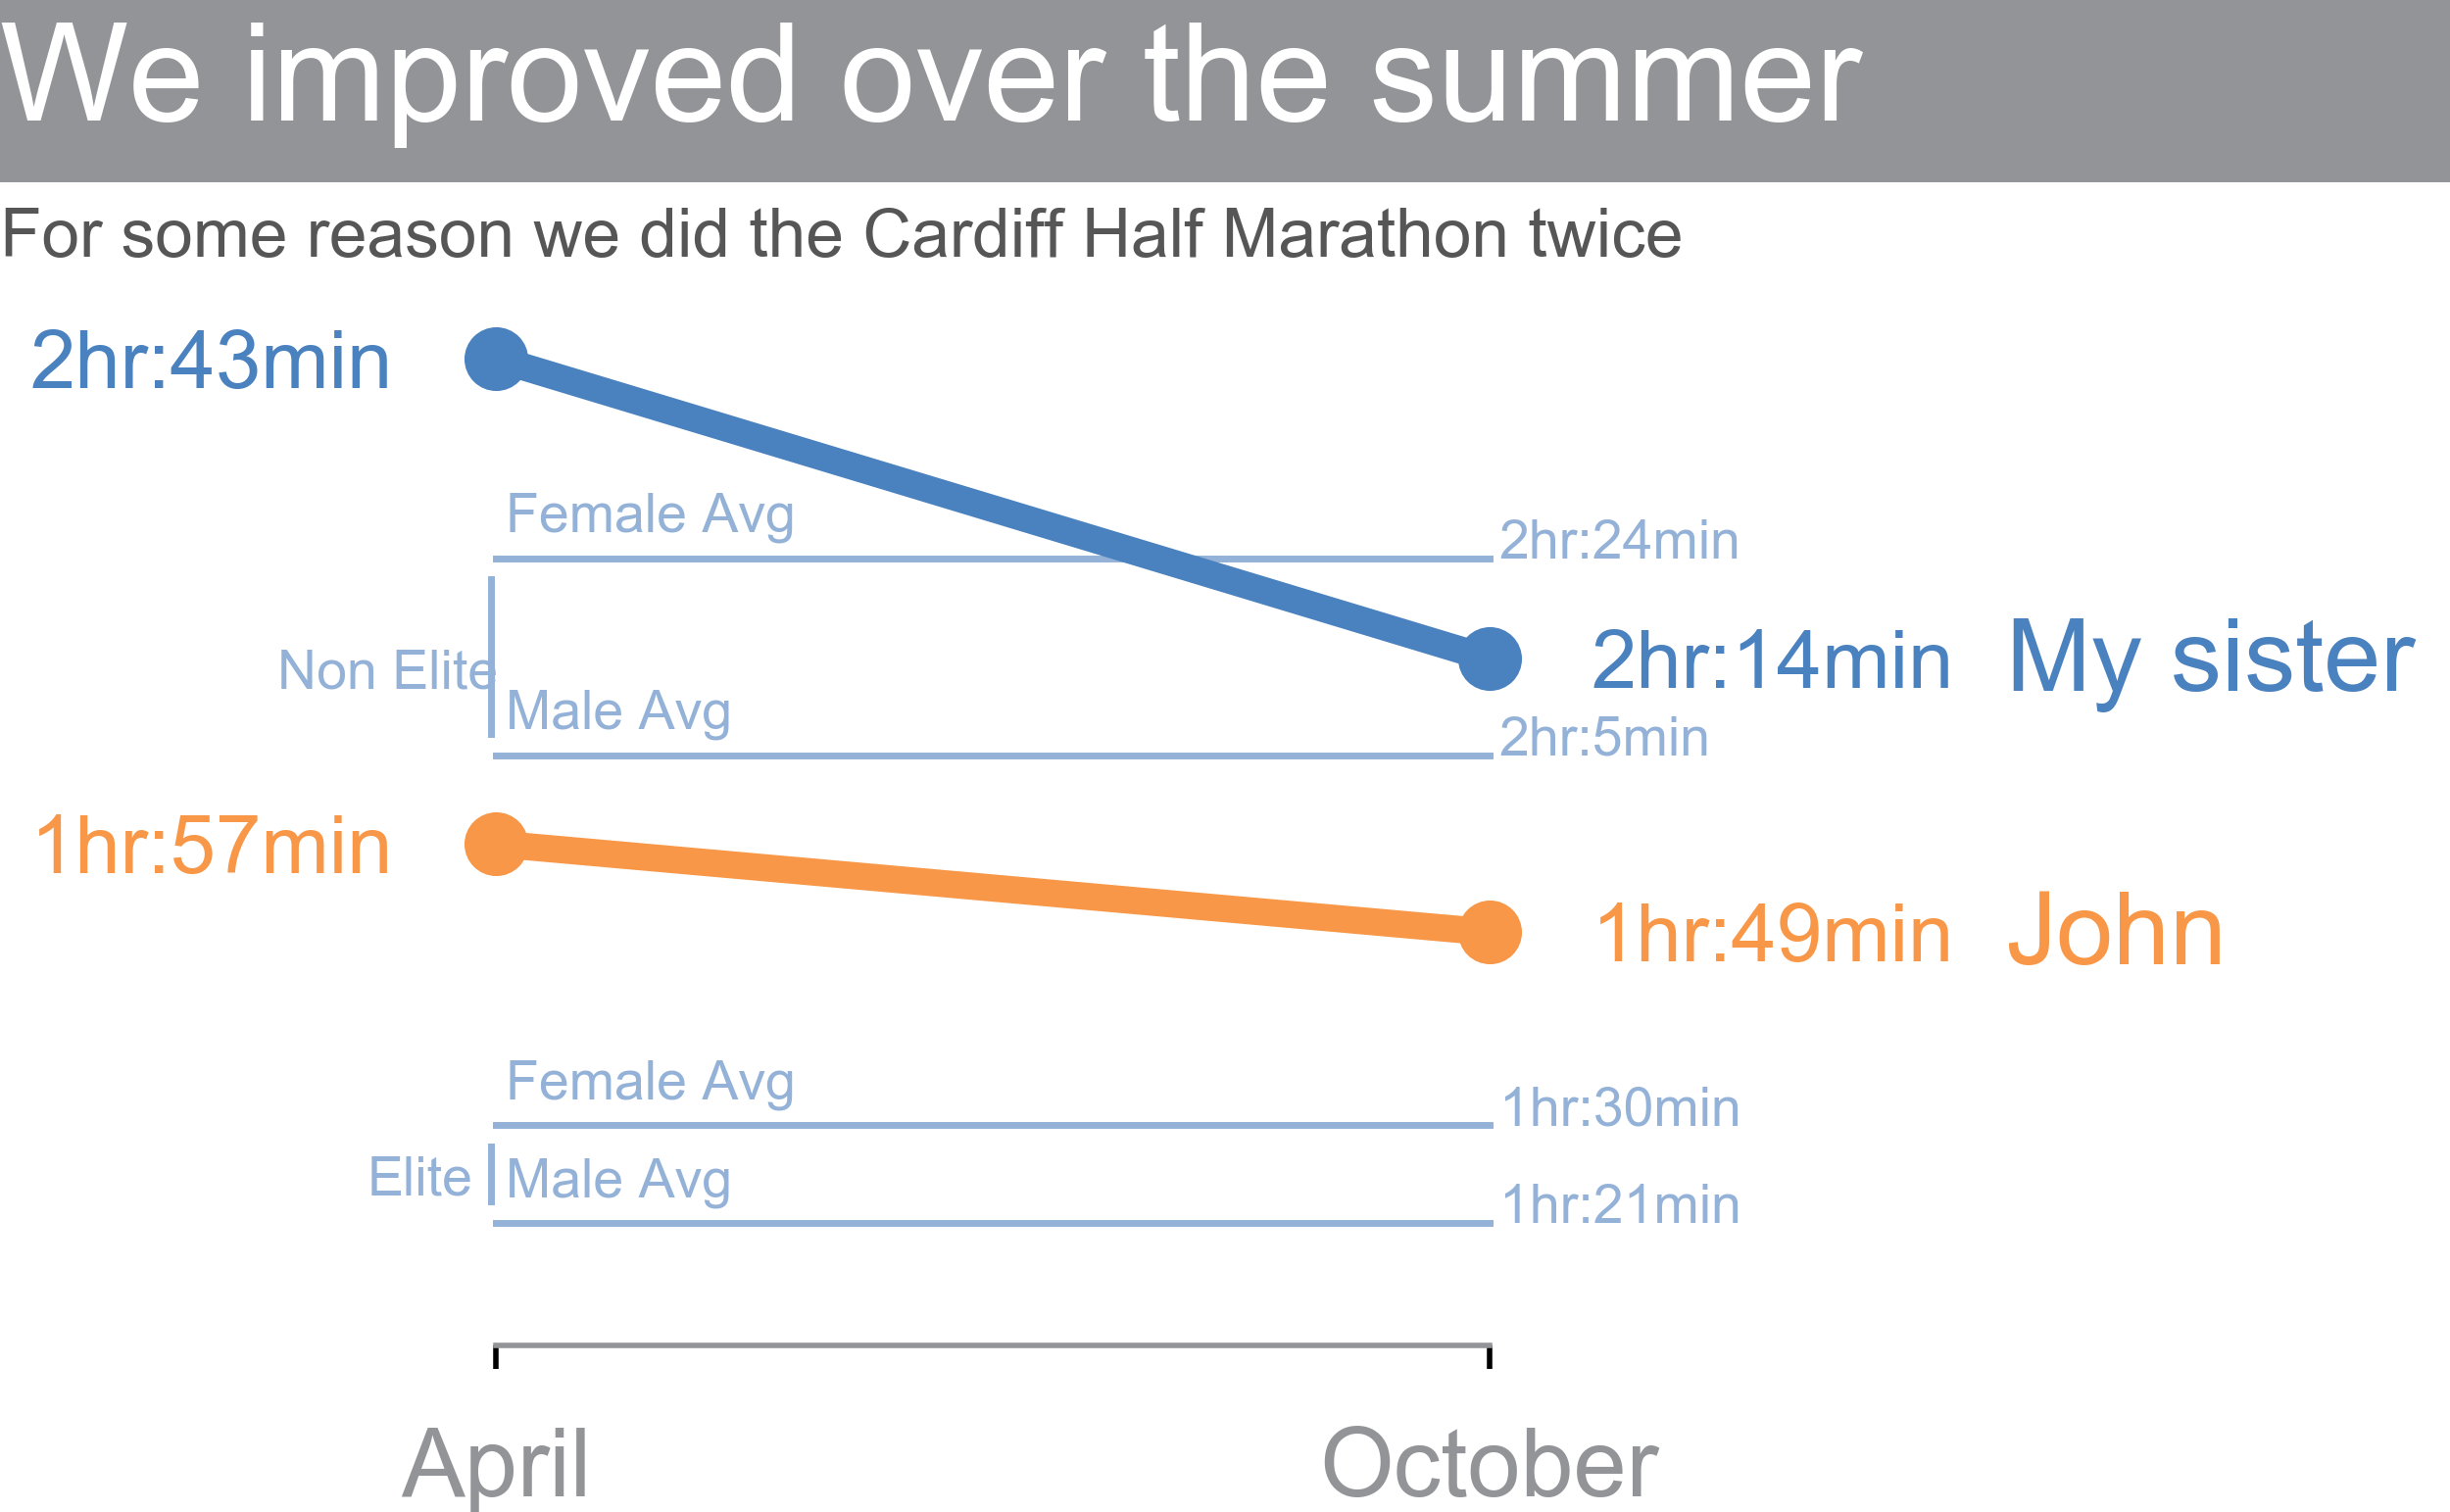 We improved over the summer
For some reason we did the Cardiff Half Marathon twice
2hr:43min
Female Avg
2hr:24min
Non Elite
2hr:14min My sister
Male Avg
2hr:5min
1hr:57min
1hr:49min John
Female Avg
1hr:30min
Elite
Male Avg
1hr:21min
April
October